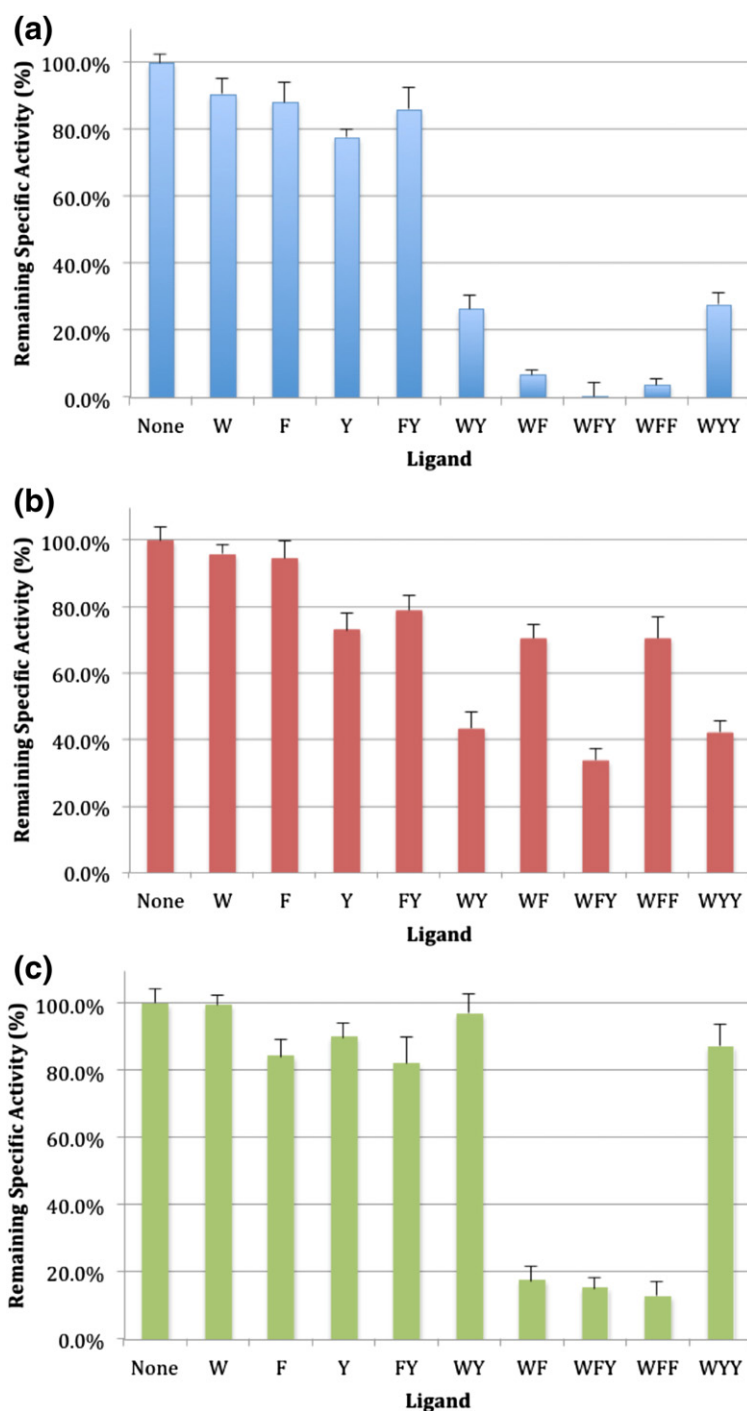 (a)
Remaining Specific Activity (%)
100.0%
80.0%
60.0%
40.0%
20.0%
0.0%
None W F Y FY WY WF WFY WFF WYY
Ligand
(b)
Remaining Specific Activity (%)
100.0%
80.0%
60.0%
40.0%
20.0%
0.0%
None W F Y FY WY WF WFY WFF WYY
Ligand
(c)
Remaining Specific Activity (%)
100.0%
80.0%
60.0%
40.0%
20.0%
0.0%
None W F Y FY WY WF WFY WFF WYY
Ligand